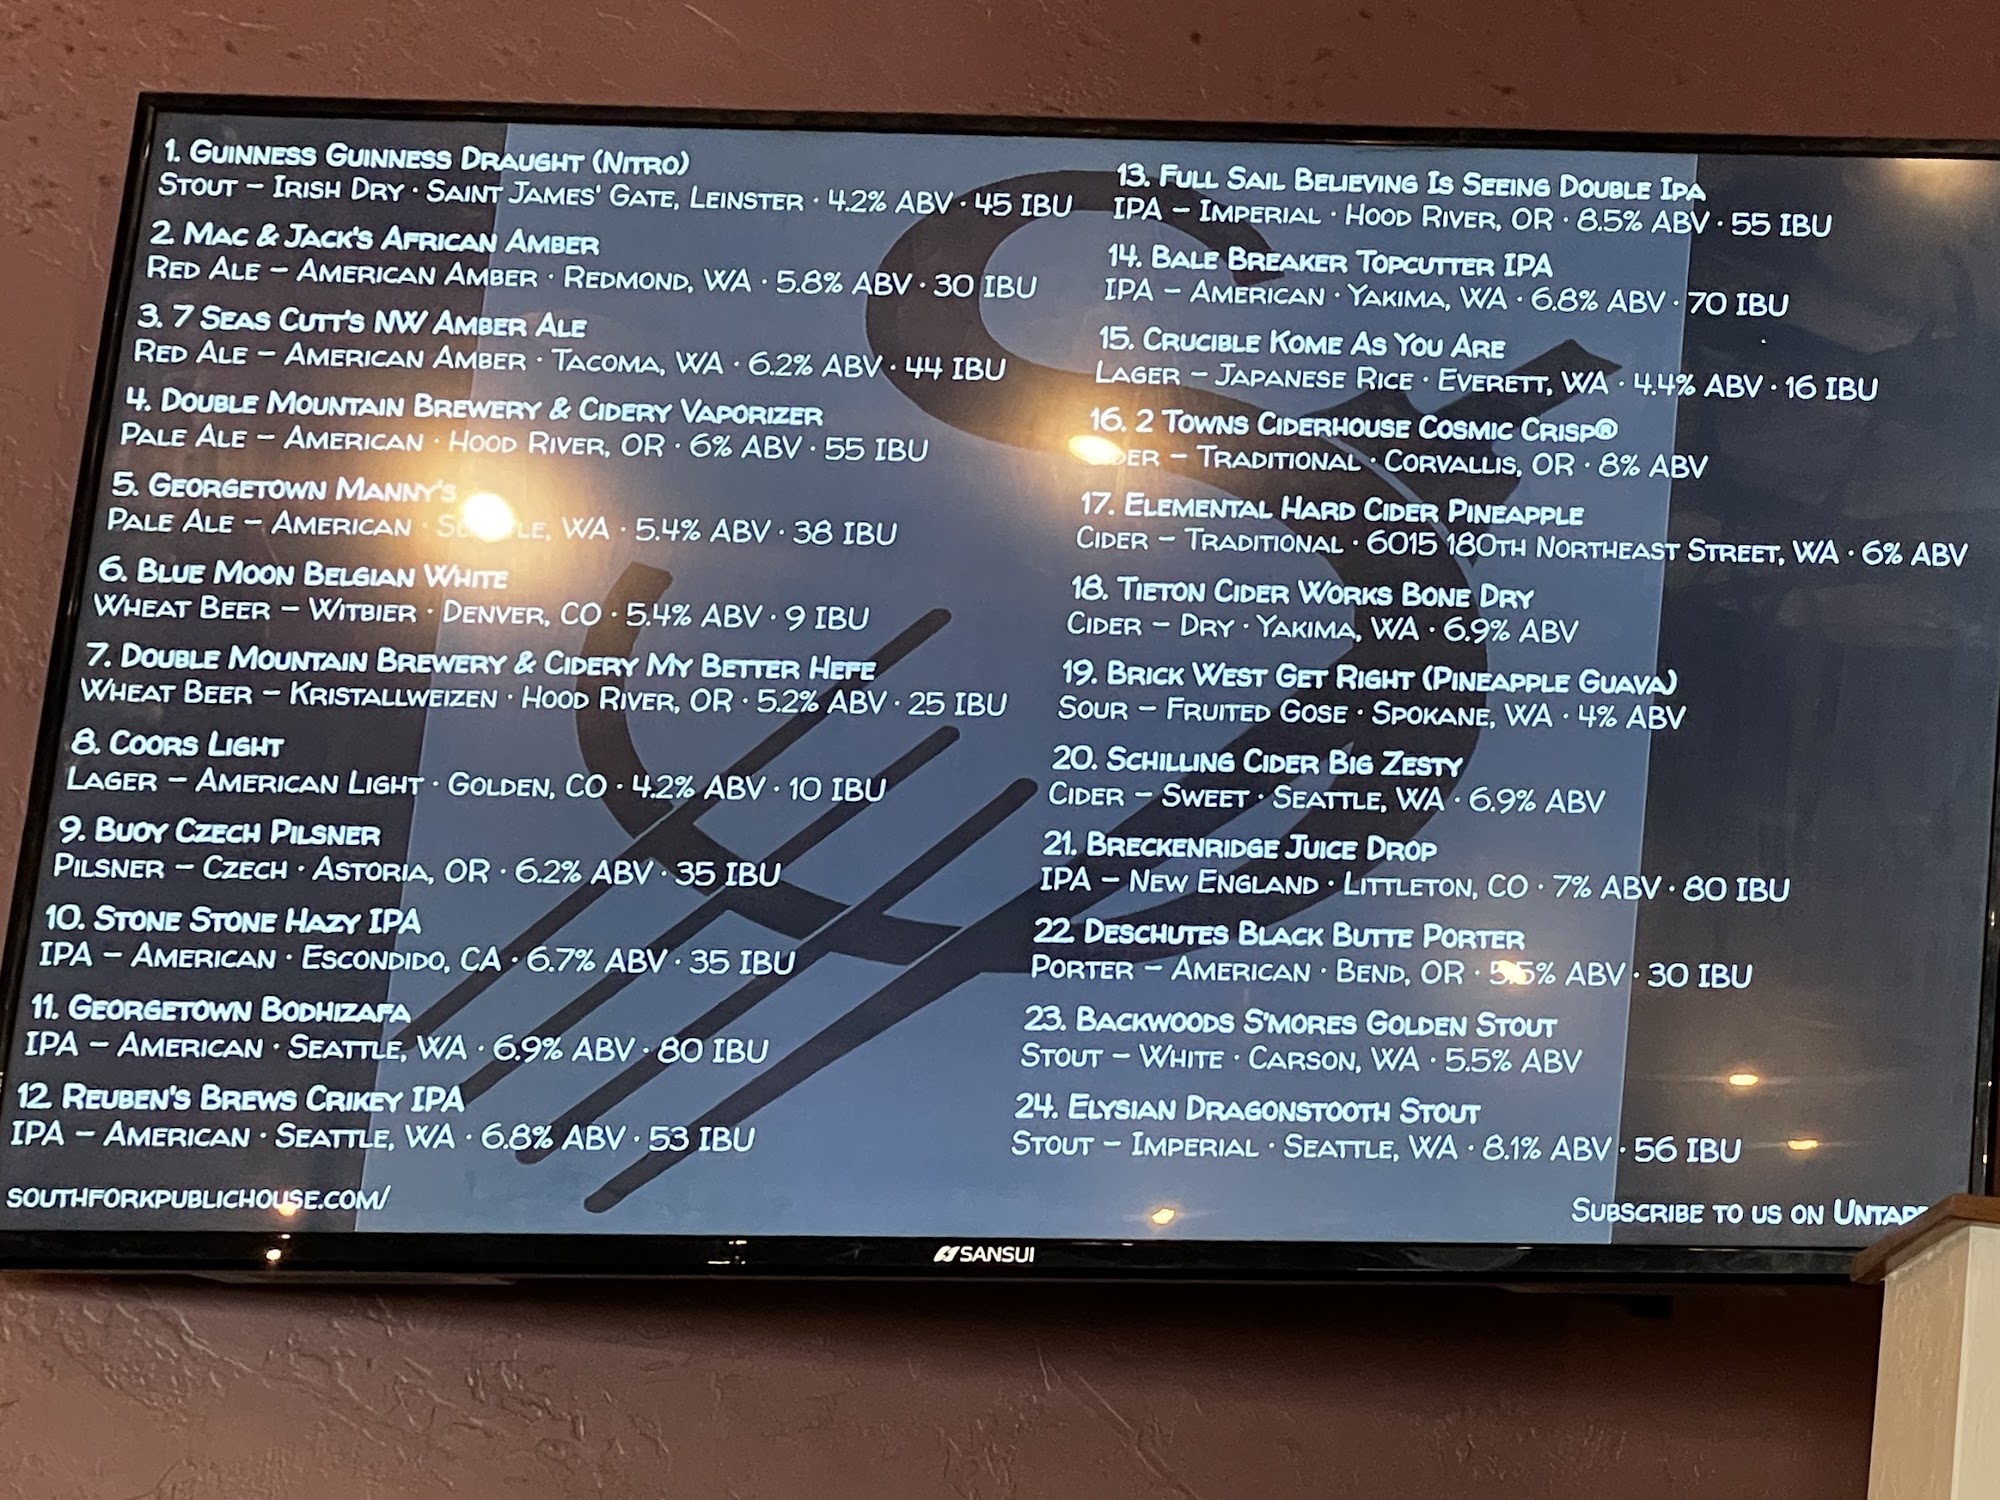 1. Guinness Guinness Draught (Nitro)
Stout - Irish Dry · Saint James' Gate, Leinster · 4.2% ABV · 45 IBU
2. Mac & Jack's African Amber
Red Ale - American Amber · Redmond, WA · 5.8% ABV · 30 IBU
3. 7 Seas Cutt's NW Amber Ale
Red Ale - American Amber · Tacoma, WA · 6.2% ABV · 44 IBU
4. Double Mountain Brewery & Cidery Vaporizer
Pale Ale - American · Hood River, OR · 6% ABV · 55 IBU
5. Georgetown Manny's
Pale Ale - American · Seattle, WA · 5.4% ABV · 38 IBU
6. Blue Moon Belgian White
Wheat Beer - Witbier · Denver, CO · 5.4% ABV · 9 IBU
7. Double Mountain Brewery & Cidery My Better Hefe
Wheat Beer - Kristallweizen · Hood River, OR · 5.2% ABV · 25 IBU
8. Coors Light
Lager - American Light · Golden, CO · 4.2% ABV · 10 IBU
9. Buoy Czech Pilsner
Pilsner - Czech · Astoria, OR · 6.2% ABV · 35 IBU
10. Stone Stone Hazy IPA
IPA - American · Escondido, CA · 6.7% ABV · 35 IBU
11. Georgetown Bodhizafa
IPA - American · Seattle, WA · 6.9% ABV · 80 IBU
12. Reuben's Brews Crikey IPA
IPA - American · Seattle, WA · 6.8% ABV · 53 IBU
southforkpublichouse.com/
13. Full Sail Believing Is Seeing Double Ipa
IPA - Imperial · Hood River, OR · 8.5% ABV · 55 IBU
14. Bale Breaker Topcutter IPA
IPA - American · Yakima, WA · 6.8% ABV · 70 IBU
15. Crucible Kome As You Are
Lager - Japanese Rice · Everett, WA · 4.4% ABV · 16 IBU
16. 2 Towns Ciderhouse Cosmic Crisp®
Cider - Traditional · Corvallis, OR · 8% ABV
17. Elemental Hard Cider Pineapple
Cider - Traditional · 6015 180th Northeast Street, WA · 6% ABV
18. Tieton Cider Works Bone Dry
Cider - Dry · Yakima, WA · 6.9% ABV
19. Brick West Get Right (Pineapple Guava)
Sour - Fruited Gose · Spokane, WA · 4% ABV
20. Schilling Cider Big Zesty
Cider - Sweet · Seattle, WA · 6.9% ABV
21. Breckenridge Juice Drop
IPA - New England · Littleton, CO · 7% ABV · 80 IBU
22. Deschutes Black Butte Porter
Porter - American · Bend, OR · 5.5% ABV · 30 IBU
23. Backwoods S'mores Golden Stout
Stout - White · Carson, WA · 5.5% ABV
24. Elysian Dragonstooth Stout
Stout - Imperial · Seattle, WA · 8.1% ABV · 56 IBU
Subscribe to us on
SANSUI